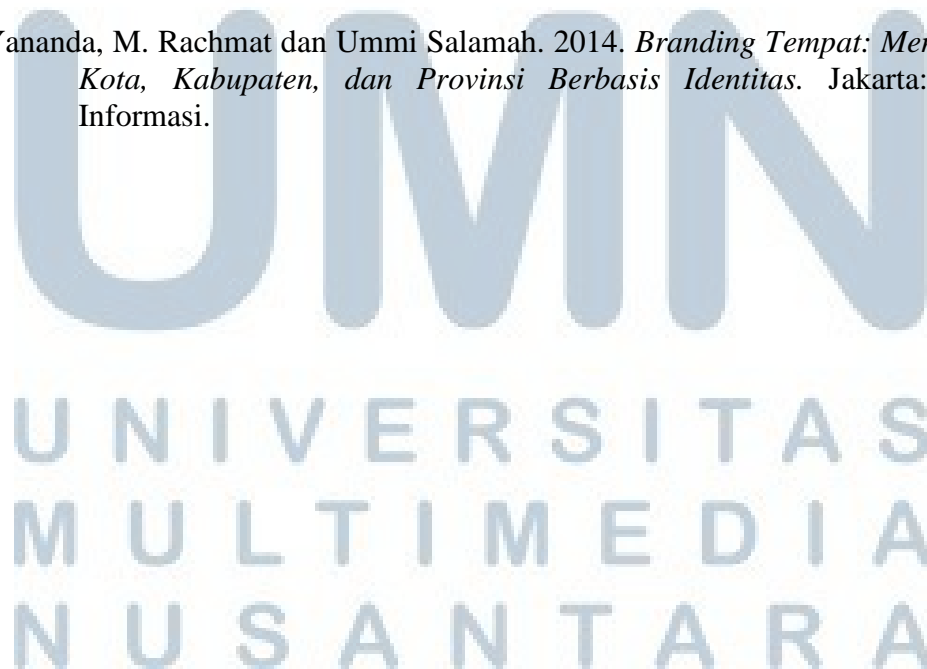 Yananda, M. Rachmat dan Ummi Salamah. 2014. Branding Tempat:
Kota, Kabupaten, dan Provinsi Berbasis Identitas. Jakarta:
Informasi.
UMN
UNIVERSITAS
MULTIMEDIA
NUSANTARA